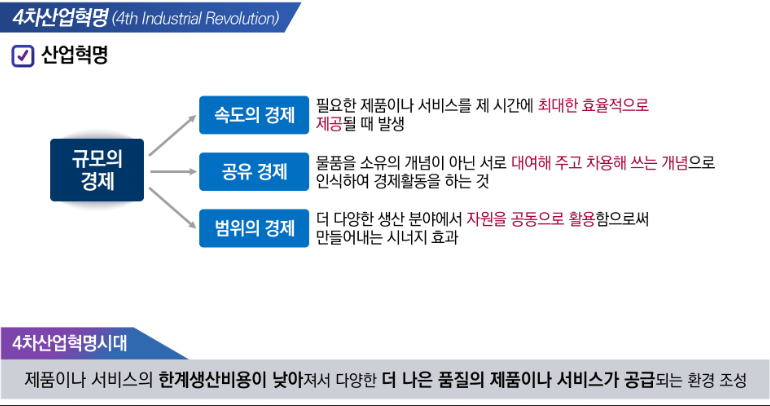 4차산업혁명 (4th Industrial Revolution)
산업혁명
규모의
경제
속도의 경제
필요한 제품이나 서비스를 제 시간에 최대한 효율적으로
제공될 때 발생
공유 경제
물품을 소유의 개념이 아닌 서로 대여해 주고 차용해 쓰는 개념으로
인식하여 경제활동을 하는 것
범위의 경제
더 다양한 생산 분야에서 자원을 공동으로 활용함으로써
만들어내는 시너지 효과
4차산업혁명시대
제품이나 서비스의 한계생산비용이 낮아져서 다양한 더 나은 품질의 제품이나 서비스가 공급되는 환경 조성